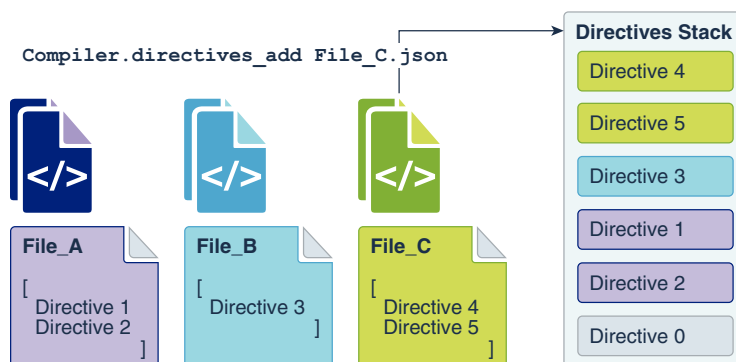 Compiler.directives_add File_C.json
</>
</>
</>
File_A
[
Directive 1
Directive 2
]
File_B
[
Directive 3
]
File_C
[
Directive 4
Directive 5
]
Directives Stack
Directive 4
Directive 5
Directive 3
Directive 1
Directive 2
Directive 0